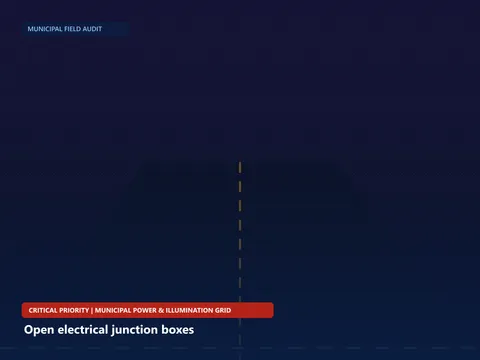 MUNICIPAL FIELD AUDIT
CRITICAL PRIORITY | MUNICIPAL POWER & ILLUMINATION GRID
Open electrical junction boxes